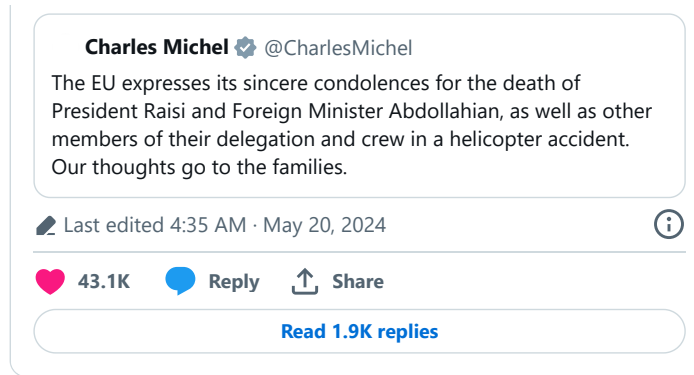 Charles Michel @CharlesMichel
The EU expresses its sincere condolences for the death of
President Raisi and Foreign Minister Abdollahian, as well as other
members of their delegation and crew in a helicopter accident.
Our thoughts go to the families.
Last edited 4:35 AM · May 20, 2024
43.1K Reply Share
Read 1.9K replies